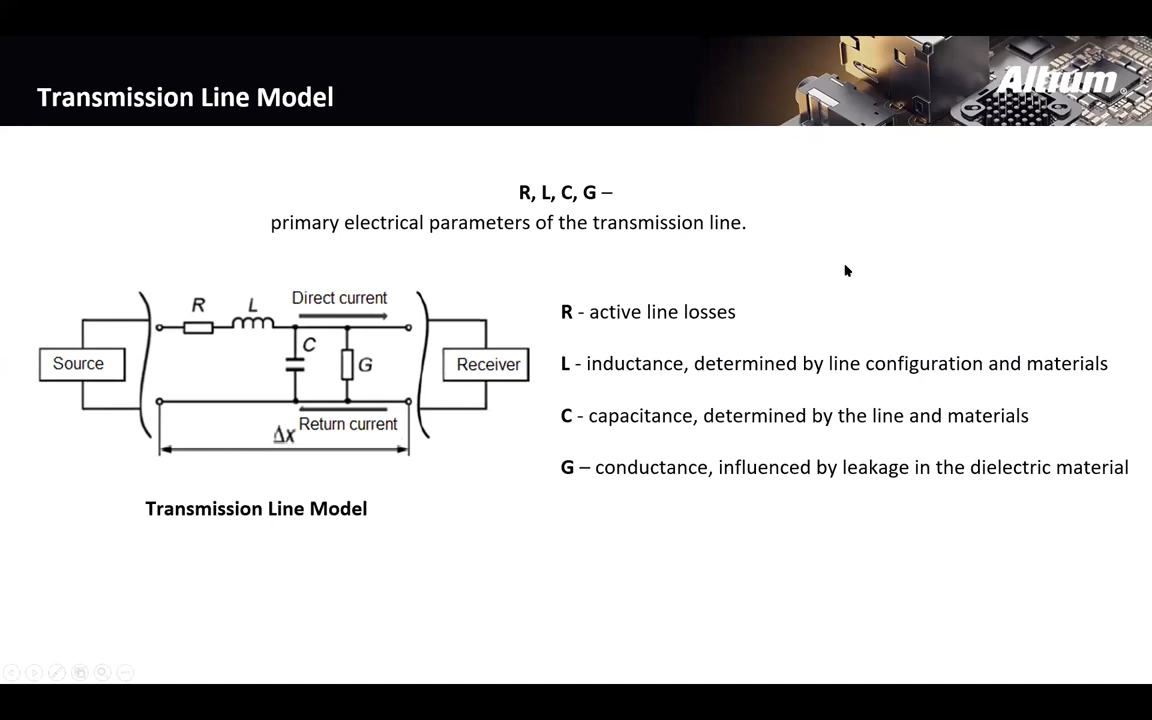 Transmission Line Model
Altium
R, L, C, G –
primary electrical parameters of the transmission line.
R
L
Direct current
C
G
Source
Receiver
Return current
Δx
Transmission Line Model
R - active line losses
L - inductance, determined by line configuration and materials
C - capacitance, determined by the line and materials
G – conductance, influenced by leakage in the dielectric material